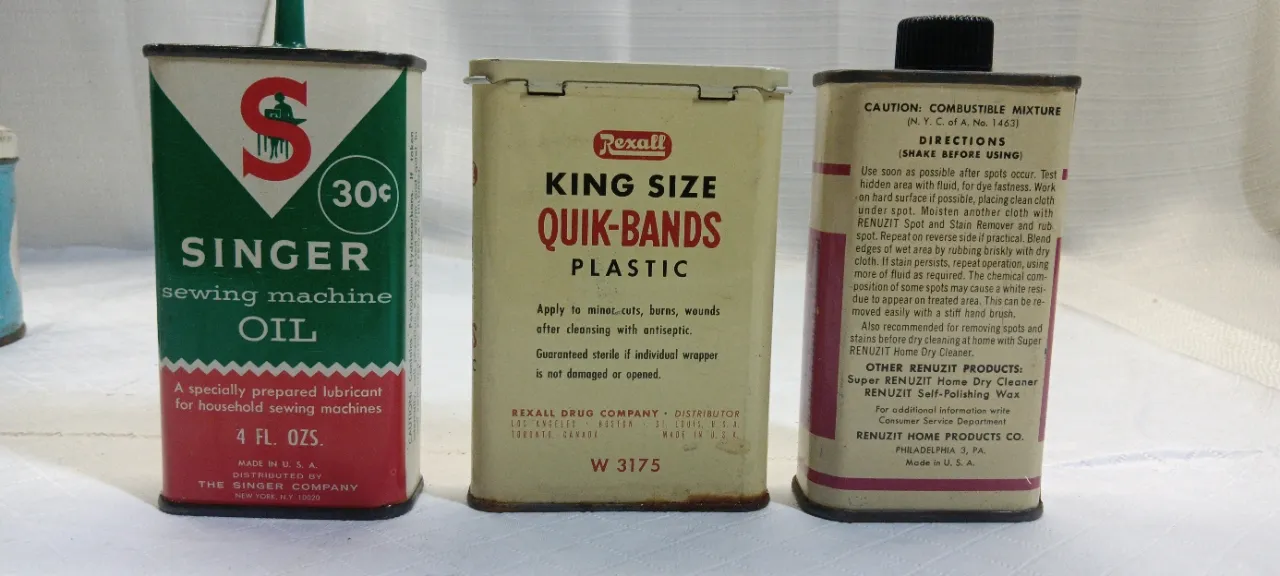 S
30¢
SINGER
sewing machine
OIL
A specially prepared lubricant
for household sewing machines
4 FL. OZS.
MADE IN U. S. A.
DISTRIBUTED BY
THE SINGER COMPANY
NEW YORK, N.Y. 10020
Rexall
KING SIZE
QUIK-BANDS
PLASTIC
Apply to minor cuts, burns, wounds
after cleansing with antiseptic.
Guaranteed sterile if individual wrapper
is not damaged or opened.
REXALL DRUG COMPANY • DISTRIBUTOR
LOS ANGELES • BOSTON • ST. LOUIS, U.S.A.
TORONTO, CANADA MADE IN U.S.A.
W 3175
CAUTION: COMBUSTIBLE MIXTURE
(N. Y. C. of A. No. 1463)
DIRECTIONS
(SHAKE BEFORE USING)
Use soon as possible after spots occur. Test
hidden area with fluid, for dye fastness. Work
on hard surface if possible, placing clean cloth
under spot. Moisten another cloth with
RENUZIT Spot and Stain Remover and rub
spot. Repeat on reverse side if practical. Blend
edges of wet area by rubbing briskly with dry
cloth. If stain persists, repeat operation, using
more of fluid as required. The chemical com-
position of some spots may cause a white resi-
due to appear on treated area. This can be re-
moved easily with a stiff hand brush.
Also recommended for removing spots and
stains before dry cleaning at home with Super
RENUZIT Home Dry Cleaner.
OTHER RENUZIT PRODUCTS:
Super RENUZIT Home Dry Cleaner
RENUZIT Self-Polishing Wax
For additional information write
Consumer Service Department
RENUZIT HOME PRODUCTS CO.
PHILADELPHIA 3, PA.
Made in U. S. A.